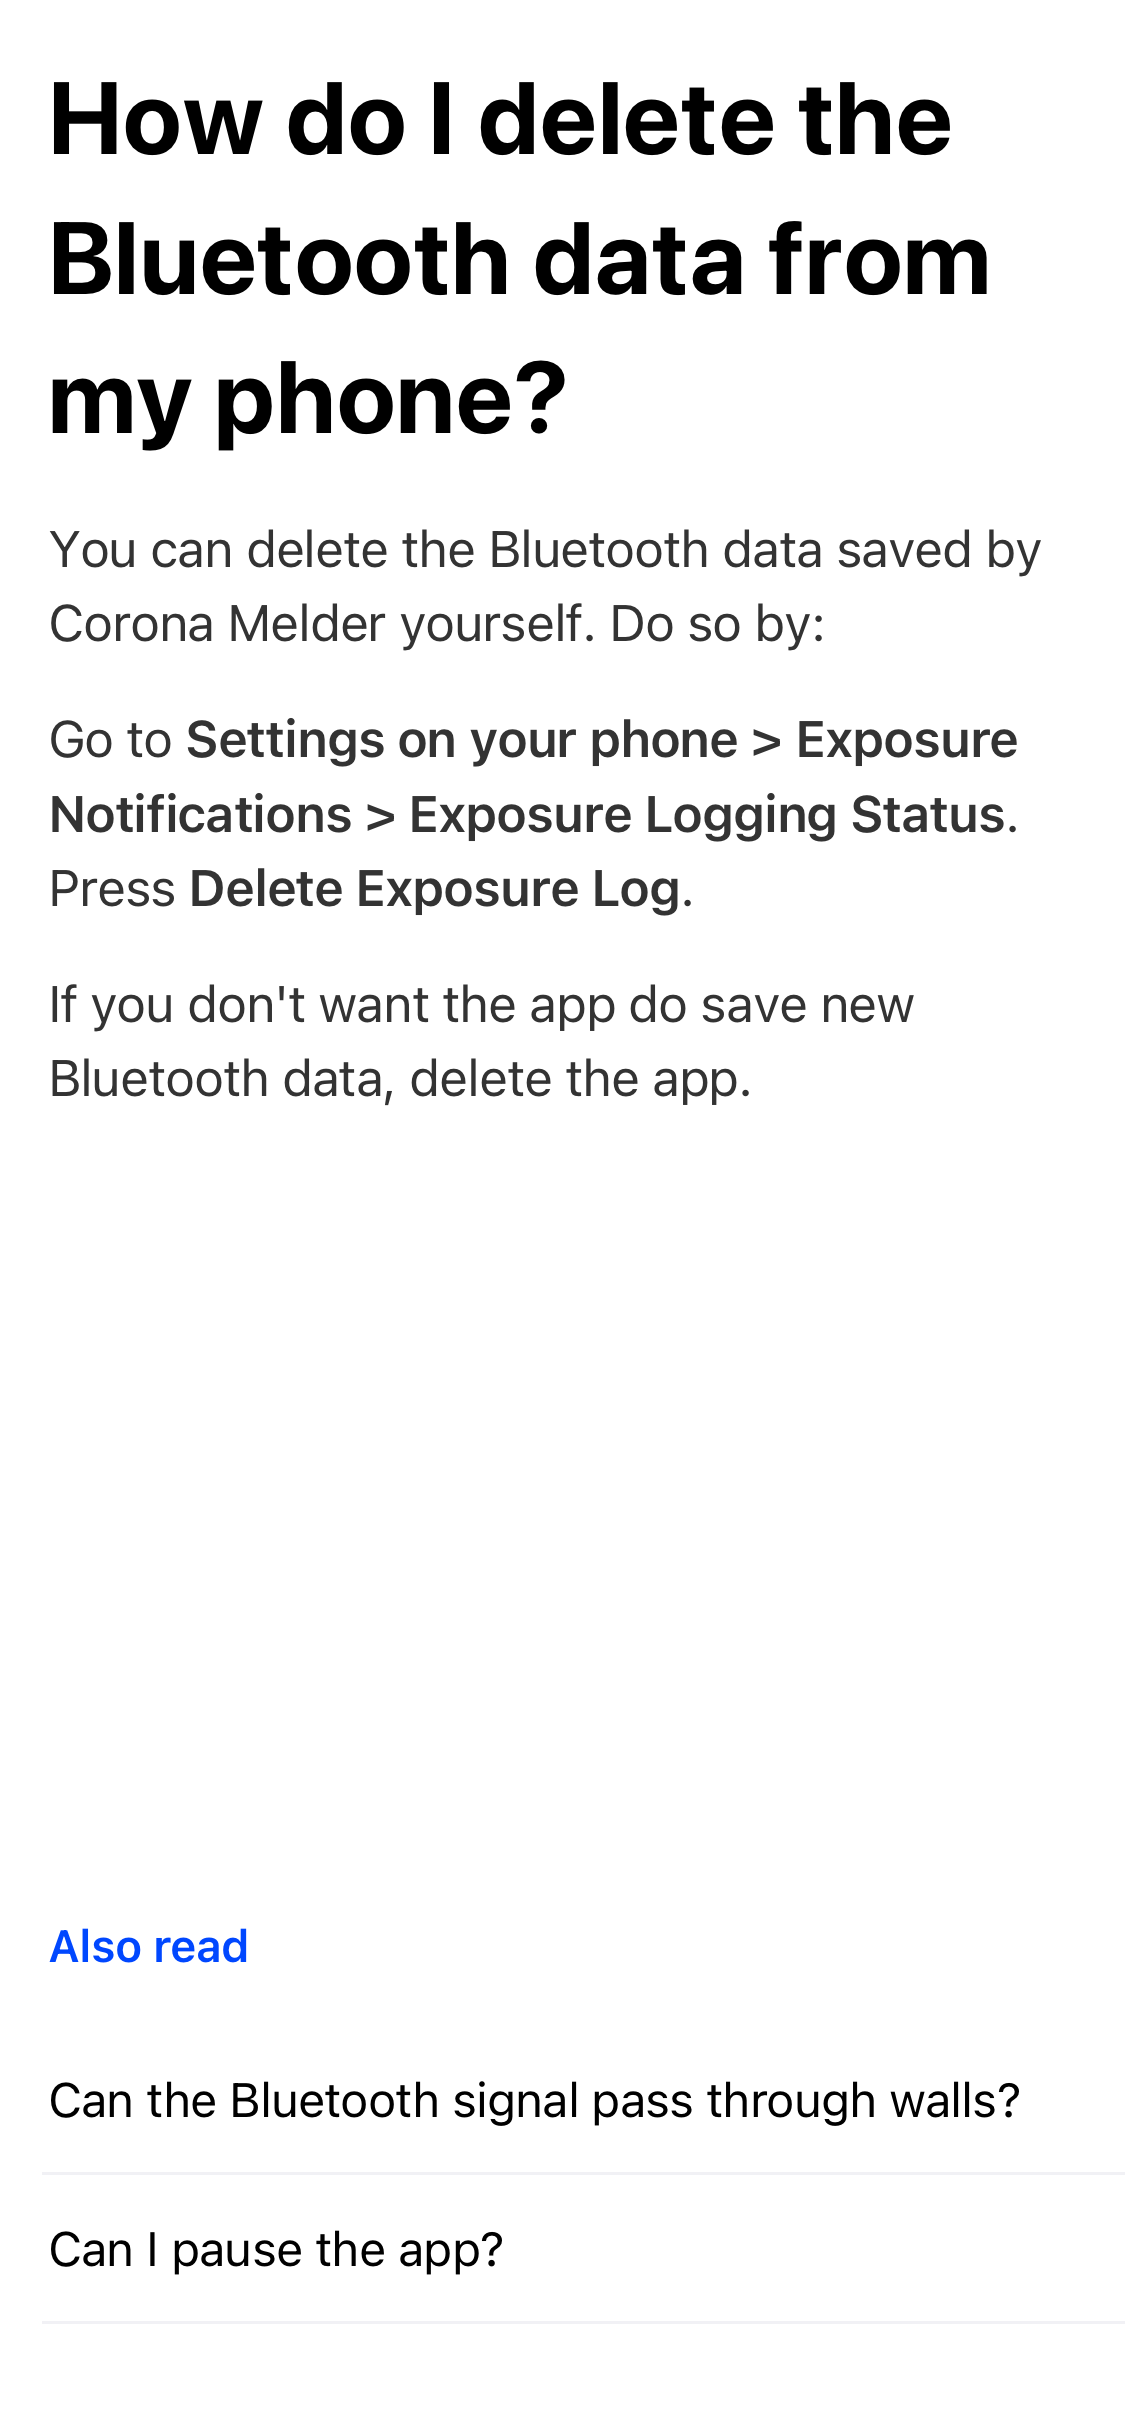 How do I delete the
Bluetooth data from
my phone?
You can delete the Bluetooth data saved by
Corona Melder yourself. Do so by:
Go to Settings on your phone > Exposure
Notifications > Exposure Logging Status.
Press Delete Exposure Log.
If you don't want the app do save new
Bluetooth data, delete the app.
Also read
Can the Bluetooth signal pass through walls?
Can I pause the app?